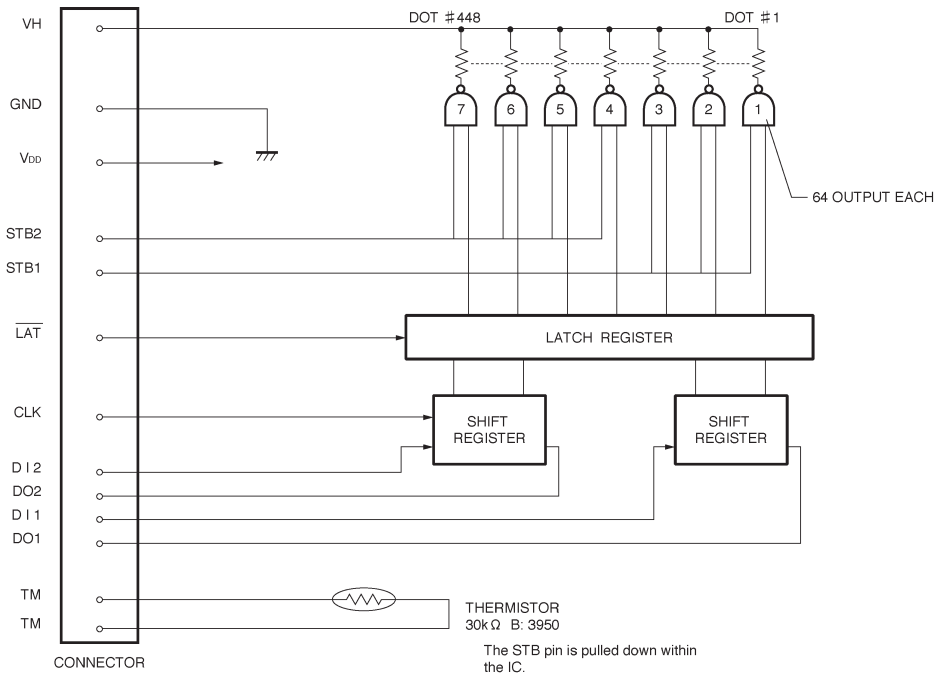 VH
DOT #448
DOT #1
GND
7
6
5
4
3
2
1
VDD
64 OUTPUT EACH
STB2
STB1
LAT
LATCH REGISTER
CLK
SHIFT
REGISTER
SHIFT
REGISTER
DI2
DO2
DI1
DO1
TM
THERMISTOR
30kΩ B: 3950
TM
The STB pin is pulled down within
the IC.
CONNECTOR